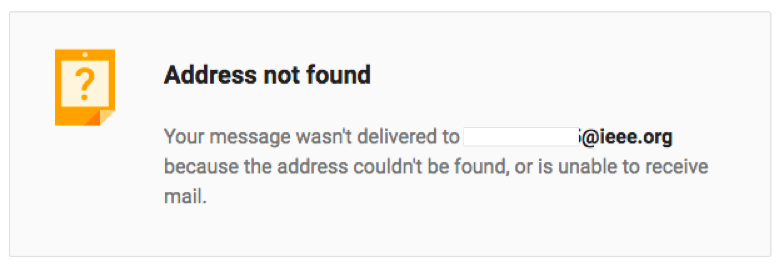 ?
Address not found
Your message wasn't delivered to @ieee.org
because the address couldn't be found, or is unable to receive
mail.